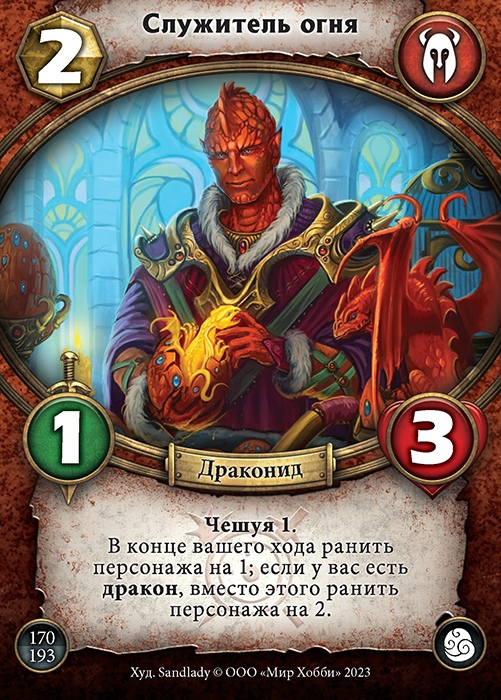 Служитель огня
2
1
3
Драконид
Чешуя 1.
В конце вашего хода ранить
персонажа на 1; если у вас есть
дракон, вместо этого ранить
персонажа на 2.
170
193
Худ. Sandlady © ООО «Мир Хобби» 2023